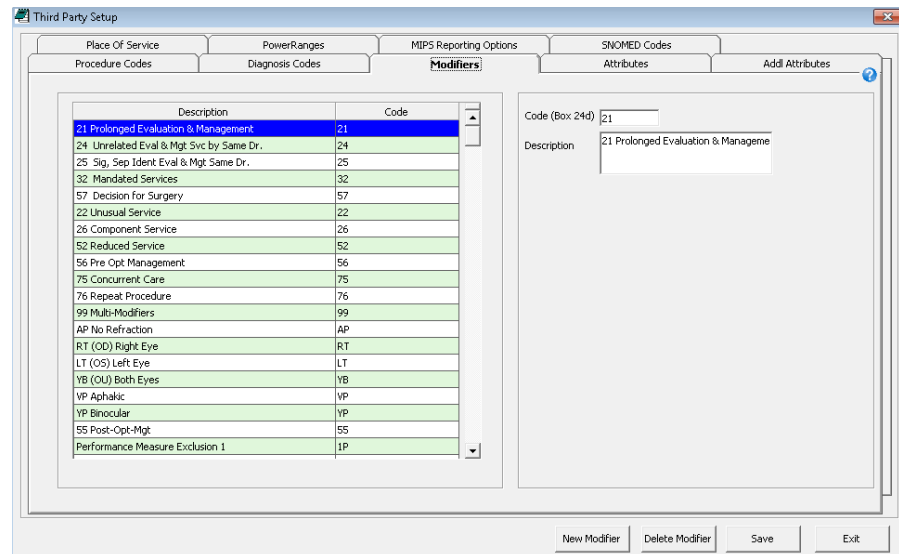 Third Party Setup
Place Of Service PowerRanges MIPS Reporting Options SNOMED Codes
Procedure Codes Diagnosis Codes Modifiers Attributes Addl Attributes
Description Code
21 Prolonged Evaluation & Management 21
24 Unrelated Eval & Mgt Svc by Same Dr. 24
25 Sig, Sep Ident Eval & Mgt Same Dr. 25
32 Mandated Services 32
57 Decision for Surgery 57
22 Unusual Service 22
26 Component Service 26
52 Reduced Service 52
56 Pre Opt Management 56
75 Concurrent Care 75
76 Repeat Procedure 76
99 Multi-Modifiers 99
AP No Refraction AP
RT (OD) Right Eye RT
LT (OS) Left Eye LT
YB (OU) Both Eyes YB
VP Aphakic VP
YP Binocular YP
55 Post-Opt-Mgt 55
Performance Measure Exclusion 1 1P
Code (Box 24d) 21
Description 21 Prolonged Evaluation & Manageme
New Modifier Delete Modifier Save Exit